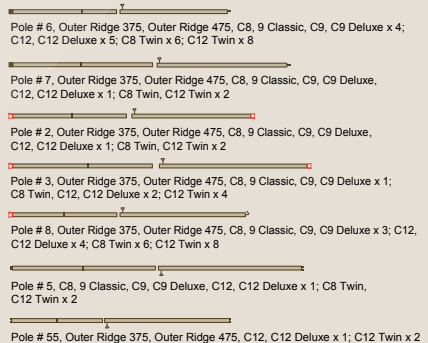 Pole # 6, Outer Ridge 375, Outer Ridge 475, C8, 9 Classic, C9, C9 Deluxe x 4;
C12, C12 Deluxe x 5; C8 Twin x 6; C12 Twin x 8
Pole # 7, Outer Ridge 375, Outer Ridge 475, C8, 9 Classic, C9, C9 Deluxe,
C12, C12 Deluxe x 1; C8 Twin, C12 Twin x 2
Pole # 2, Outer Ridge 375, Outer Ridge 475, C8, 9 Classic, C9, C9 Deluxe,
C12, C12 Deluxe x 1; C8 Twin, C12 Twin x 2
Pole # 3, Outer Ridge 375, Outer Ridge 475, C8, 9 Classic, C9, C9 Deluxe x 1;
C8 Twin, C12, C12 Deluxe x 2; C12 Twin x 4
Pole # 8, Outer Ridge 375, Outer Ridge 475, C8, 9 Classic, C9, C9 Deluxe x 3; C12,
C12 Deluxe x 4; C8 Twin x 6; C12 Twin x 8
Pole # 5, C8, 9 Classic, C9, C9 Deluxe, C12, C12 Deluxe x 1; C8 Twin,
C12 Twin x 2
Pole # 55, Outer Ridge 375, Outer Ridge 475, C12, C12 Deluxe x 1; C12 Twin x 2